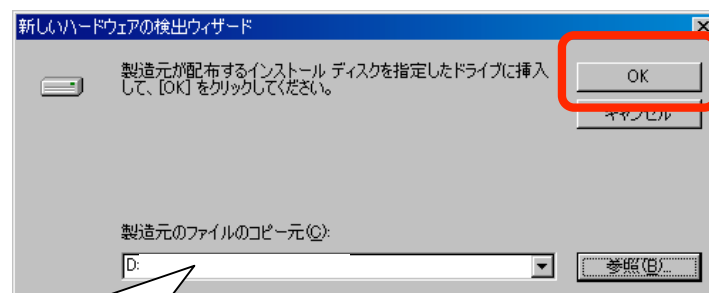 新しいハードウェアの検出ウィザード
製造元が配布するインストール ディスクを指定したドライブに挿入
して、[OK] をクリックしてください。
OK
キャンセル
製造元のファイルのコピー元(C):
D:
参照(B)...